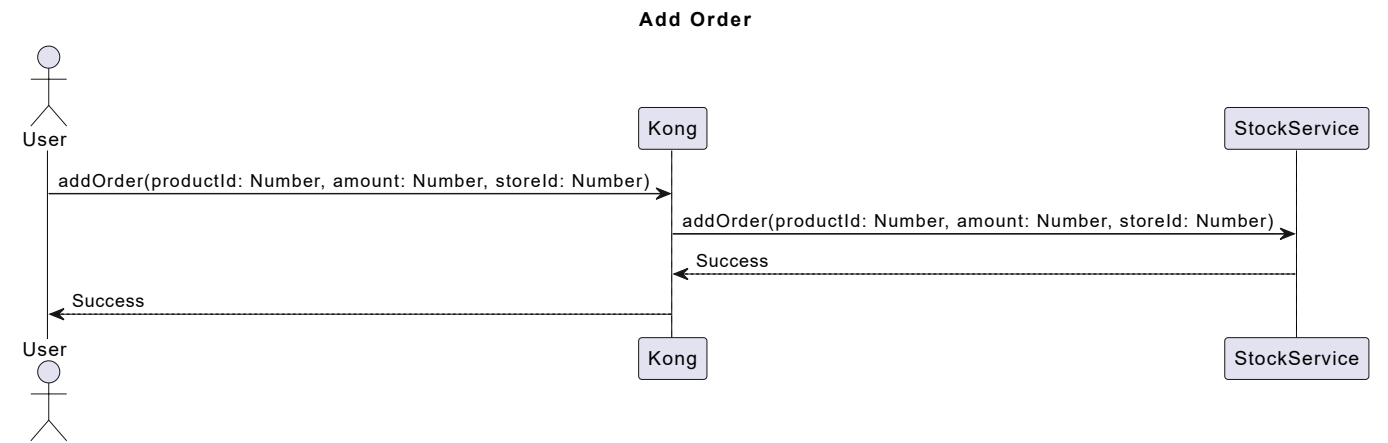 Add Order
User
Kong
StockService
addOrder(productId: Number, amount: Number, storeId: Number)
addOrder(productId: Number, amount: Number, storeId: Number)
Success
Success
User
Kong
StockService